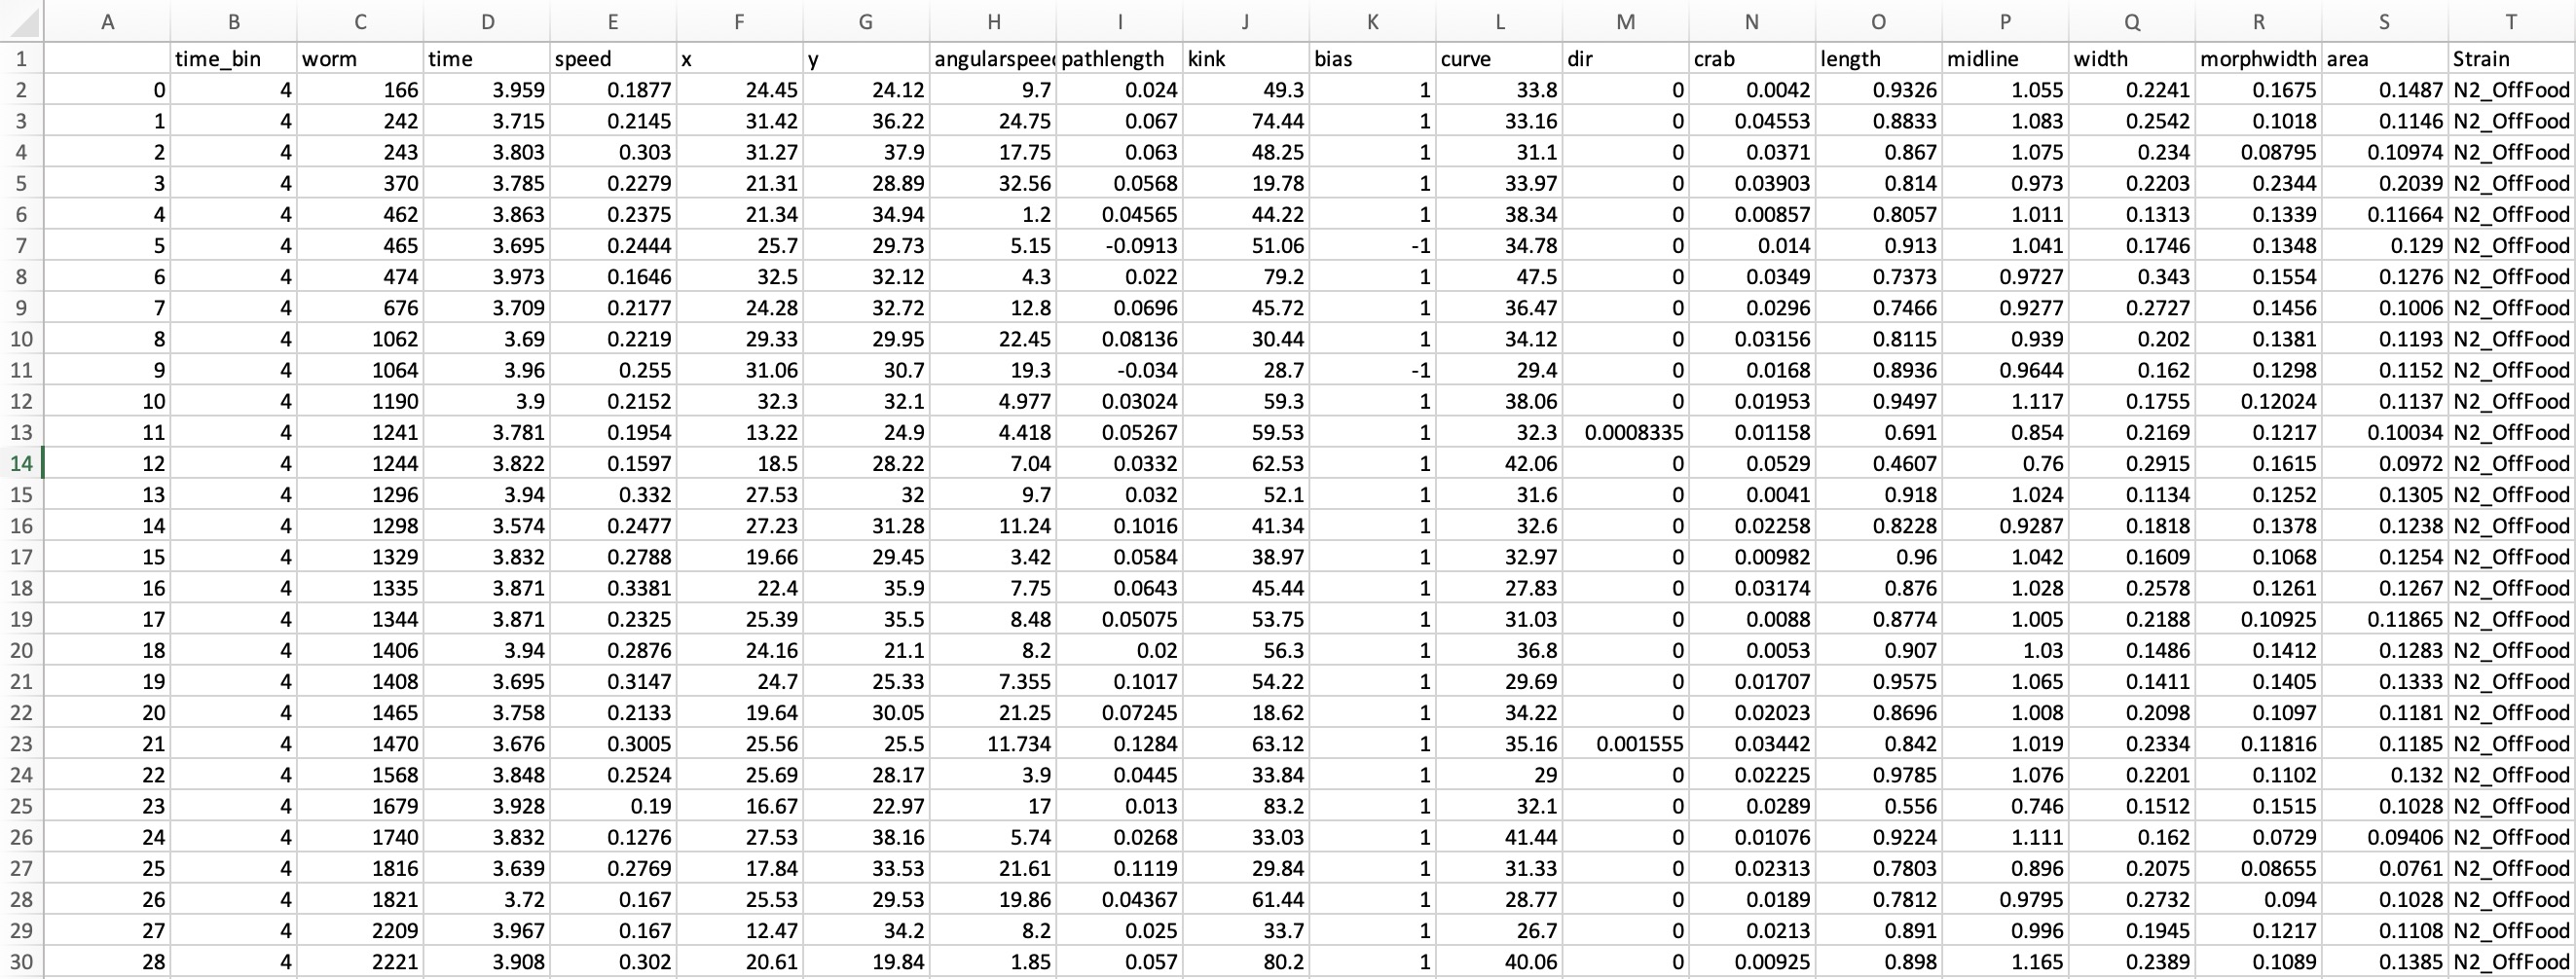 A B C D E F G H I J K L M N O P Q R S T
1 time_bin worm time speed x y angularspee pathlength kink bias curve dir crab length midline width morphwidth area Strain
2 0 4 166 3.959 0.1877 24.45 24.12 9.7 0.024 49.3 1 33.8 0 0.0042 0.9326 1.055 0.2241 0.1675 0.1487 N2_OffFood
3 1 4 242 3.715 0.2145 31.42 36.22 24.75 0.067 74.44 1 33.16 0 0.04553 0.8833 1.083 0.2542 0.1018 0.1146 N2_OffFood
4 2 4 243 3.803 0.303 31.27 37.9 17.75 0.063 48.25 1 31.1 0 0.0371 0.867 1.075 0.234 0.08795 0.10974 N2_OffFood
5 3 4 370 3.785 0.2279 21.31 28.89 32.56 0.0568 19.78 1 33.97 0 0.03903 0.814 0.973 0.2203 0.2344 0.2039 N2_OffFood
6 4 4 462 3.863 0.2375 21.34 34.94 1.2 0.04565 44.22 1 38.34 0 0.00857 0.8057 1.011 0.1313 0.1339 0.11664 N2_OffFood
7 5 4 465 3.695 0.2444 25.7 29.73 5.15 -0.0913 51.06 -1 34.78 0 0.014 0.913 1.041 0.1746 0.1348 0.129 N2_OffFood
8 6 4 474 3.973 0.1646 32.5 32.12 4.3 0.022 79.2 1 47.5 0 0.0349 0.7373 0.9727 0.343 0.1554 0.1276 N2_OffFood
9 7 4 676 3.709 0.2177 24.28 32.72 12.8 0.0696 45.72 1 36.47 0 0.0296 0.7466 0.9277 0.2727 0.1456 0.1006 N2_OffFood
10 8 4 1062 3.69 0.2219 29.33 29.95 22.45 0.08136 30.44 1 34.12 0 0.03156 0.8115 0.939 0.202 0.1381 0.1193 N2_OffFood
11 9 4 1064 3.96 0.255 31.06 30.7 19.3 -0.034 28.7 -1 29.4 0 0.0168 0.8936 0.9644 0.162 0.1298 0.1152 N2_OffFood
12 10 4 1190 3.9 0.2152 32.3 32.1 4.977 0.03024 59.3 1 38.06 0 0.01953 0.9497 1.117 0.1755 0.12024 0.1137 N2_OffFood
13 11 4 1241 3.781 0.1954 13.22 24.9 4.418 0.05267 59.53 1 32.3 0.0008335 0.01158 0.691 0.854 0.2169 0.1217 0.10034 N2_OffFood
14 12 4 1244 3.822 0.1597 18.5 28.22 7.04 0.0332 62.53 1 42.06 0 0.0529 0.4607 0.76 0.2915 0.1615 0.0972 N2_OffFood
15 13 4 1296 3.94 0.332 27.53 32 9.7 0.032 52.1 1 31.6 0 0.0041 0.918 1.024 0.1134 0.1252 0.1305 N2_OffFood
16 14 4 1298 3.574 0.2477 27.23 31.28 11.24 0.1016 41.34 1 32.6 0 0.02258 0.8228 0.9287 0.1818 0.1378 0.1238 N2_OffFood
17 15 4 1329 3.832 0.2788 19.66 29.45 3.42 0.0584 38.97 1 32.97 0 0.00982 0.96 1.042 0.1609 0.1068 0.1254 N2_OffFood
18 16 4 1335 3.871 0.3381 22.4 35.9 7.75 0.0643 45.44 1 27.83 0 0.03174 0.876 1.028 0.2578 0.1261 0.1267 N2_OffFood
19 17 4 1344 3.871 0.2325 25.39 35.5 8.48 0.05075 53.75 1 31.03 0 0.0088 0.8774 1.005 0.2188 0.10925 0.11865 N2_OffFood
20 18 4 1406 3.94 0.2876 24.16 21.1 8.2 0.02 56.3 1 36.8 0 0.0053 0.907 1.03 0.1486 0.1412 0.1283 N2_OffFood
21 19 4 1408 3.695 0.3147 24.7 25.33 7.355 0.1017 54.22 1 29.69 0 0.01707 0.9575 1.065 0.1411 0.1405 0.1333 N2_OffFood
22 20 4 1465 3.758 0.2133 19.64 30.05 21.25 0.07245 18.62 1 34.22 0 0.02023 0.8696 1.008 0.2098 0.1097 0.1181 N2_OffFood
23 21 4 1470 3.676 0.3005 25.56 25.5 11.734 0.1284 63.12 1 35.16 0.001555 0.03442 0.842 1.019 0.2334 0.11816 0.1185 N2_OffFood
24 22 4 1568 3.848 0.2524 25.69 28.17 3.9 0.0445 33.84 1 29 0 0.02225 0.9785 1.076 0.2201 0.1102 0.132 N2_OffFood
25 23 4 1679 3.928 0.19 16.67 22.97 17 0.013 83.2 1 32.1 0 0.0289 0.556 0.746 0.1512 0.1515 0.1028 N2_OffFood
26 24 4 1740 3.832 0.1276 27.53 38.16 5.74 0.0268 33.03 1 41.44 0 0.01076 0.9224 1.111 0.162 0.0729 0.09406 N2_OffFood
27 25 4 1816 3.639 0.2769 17.84 33.53 21.61 0.1119 29.84 1 31.33 0 0.02313 0.7803 0.896 0.2075 0.08655 0.0761 N2_OffFood
28 26 4 1821 3.72 0.167 25.53 29.53 19.86 0.04367 61.44 1 28.77 0 0.0189 0.7812 0.9795 0.2732 0.094 0.1028 N2_OffFood
29 27 4 2209 3.967 0.167 12.47 34.2 8.2 0.025 33.7 1 26.7 0 0.0213 0.891 0.996 0.1945 0.1217 0.1108 N2_OffFood
30 28 4 2221 3.908 0.302 20.61 19.84 1.85 0.057 80.2 1 40.06 0 0.00925 0.898 1.165 0.2389 0.1089 0.1385 N2_OffFood